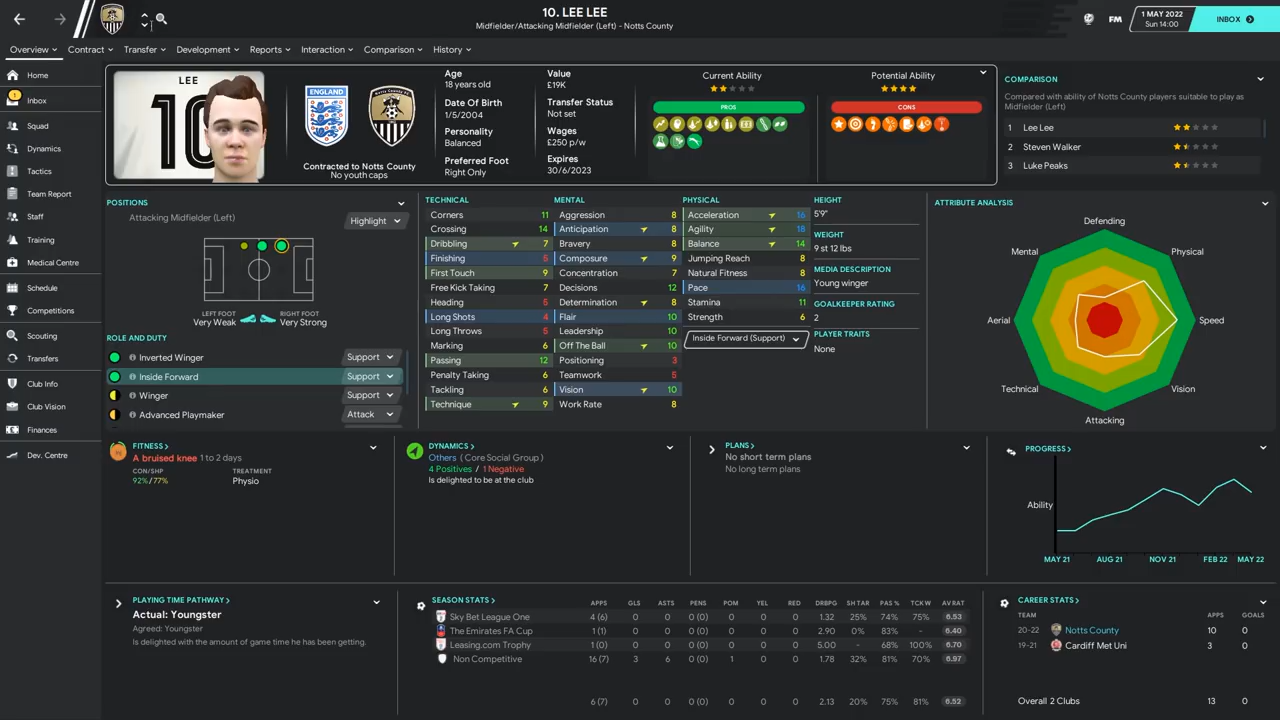 10. LEE LEE
Midfielder/Attacking Midfielder (Left) - Notts County
FM
1 MAY 2022
Sun 14:00
INBOX
Overview
Contract
Transfer
Development
Reports
Interaction
Comparison
History
Home
1
Inbox
Squad
Dynamics
Tactics
Team Report
Staff
Training
Medical Centre
Schedule
Competitions
Scouting
Transfers
Club Info
Club Vision
Finances
Dev. Centre
LEE
10
ENGLAND
Contracted to Notts County
No youth caps
Age
18 years old
Date Of Birth
1/5/2004
Personality
Balanced
Preferred Foot
Right Only
Value
£19K
Transfer Status
Not set
Wages
£250 p/w
Expires
30/6/2023
Current Ability
PROS
Potential Ability
CONS
COMPARISON
Compared with ability of Notts County players suitable to play as
Midfielder (Left)
1 Lee Lee
2 Steven Walker
3 Luke Peaks
POSITIONS
Attacking Midfielder (Left)
Highlight
LEFT FOOT
Very Weak
RIGHT FOOT
Very Strong
ROLE AND DUTY
Inverted Winger Support
Inside Forward Support
Winger Support
Advanced Playmaker Attack
TECHNICAL
Corners 11
Crossing 14
Dribbling 7
Finishing 5
First Touch 9
Free Kick Taking 7
Heading 5
Long Shots 4
Long Throws 5
Marking 6
Passing 12
Penalty Taking 6
Tackling 6
Technique 9
MENTAL
Aggression 8
Anticipation 8
Bravery 8
Composure 9
Concentration 7
Decisions 12
Determination 8
Flair 10
Leadership 10
Off The Ball 10
Positioning 3
Teamwork 5
Vision 10
Work Rate 8
PHYSICAL
Acceleration 16
Agility 18
Balance 14
Jumping Reach 8
Natural Fitness 8
Pace 16
Stamina 11
Strength 6
Inside Forward (Support)
HEIGHT
5'9"
WEIGHT
9 st 12 lbs
MEDIA DESCRIPTION
Young winger
GOALKEEPER RATING
2
PLAYER TRAITS
None
ATTRIBUTE ANALYSIS
Defending
Mental
Physical
Aerial
Speed
Technical
Vision
Attacking
FITNESS
A bruised knee 1 to 2 days
CON/SHP
92% / 77%
TREATMENT
Physio
DYNAMICS
Others ( Core Social Group )
4 Positives / 1 Negative
Is delighted to be at the club
PLANS
No short term plans
No long term plans
PROGRESS
Ability
MAY 21
AUG 21
NOV 21
FEB 22
MAY 22
PLAYING TIME PATHWAY
Actual: Youngster
Agreed: Youngster
Is delighted with the amount of game time he has been getting.
SEASON STATS APPS GLS ASTS PENS POM YEL RED DRBPG SH TAR PAS % TCK W AV RAT
Sky Bet League One 4 (6) 0 0 0 (0) 0 0 0 1.32 25% 74% 75% 6.53
The Emirates FA Cup 1 (1) 0 0 0 (0) 0 0 0 2.90 0% 83% - 6.40
Leasing.com Trophy 1 (0) 0 0 0 (0) 0 0 0 5.00 - 68% 100% 6.70
Non Competitive 16 (7) 3 6 0 (0) 1 0 0 1.78 32% 81% 70% 6.97
6 (7) 0 0 0 (0) 0 0 0 2.13 20% 75% 81% 6.52
CAREER STATS
TEAM APPS GOALS
20-22 Notts County 10 0
19-21 Cardiff Met Uni 3 0
Overall 2 Clubs 13 0